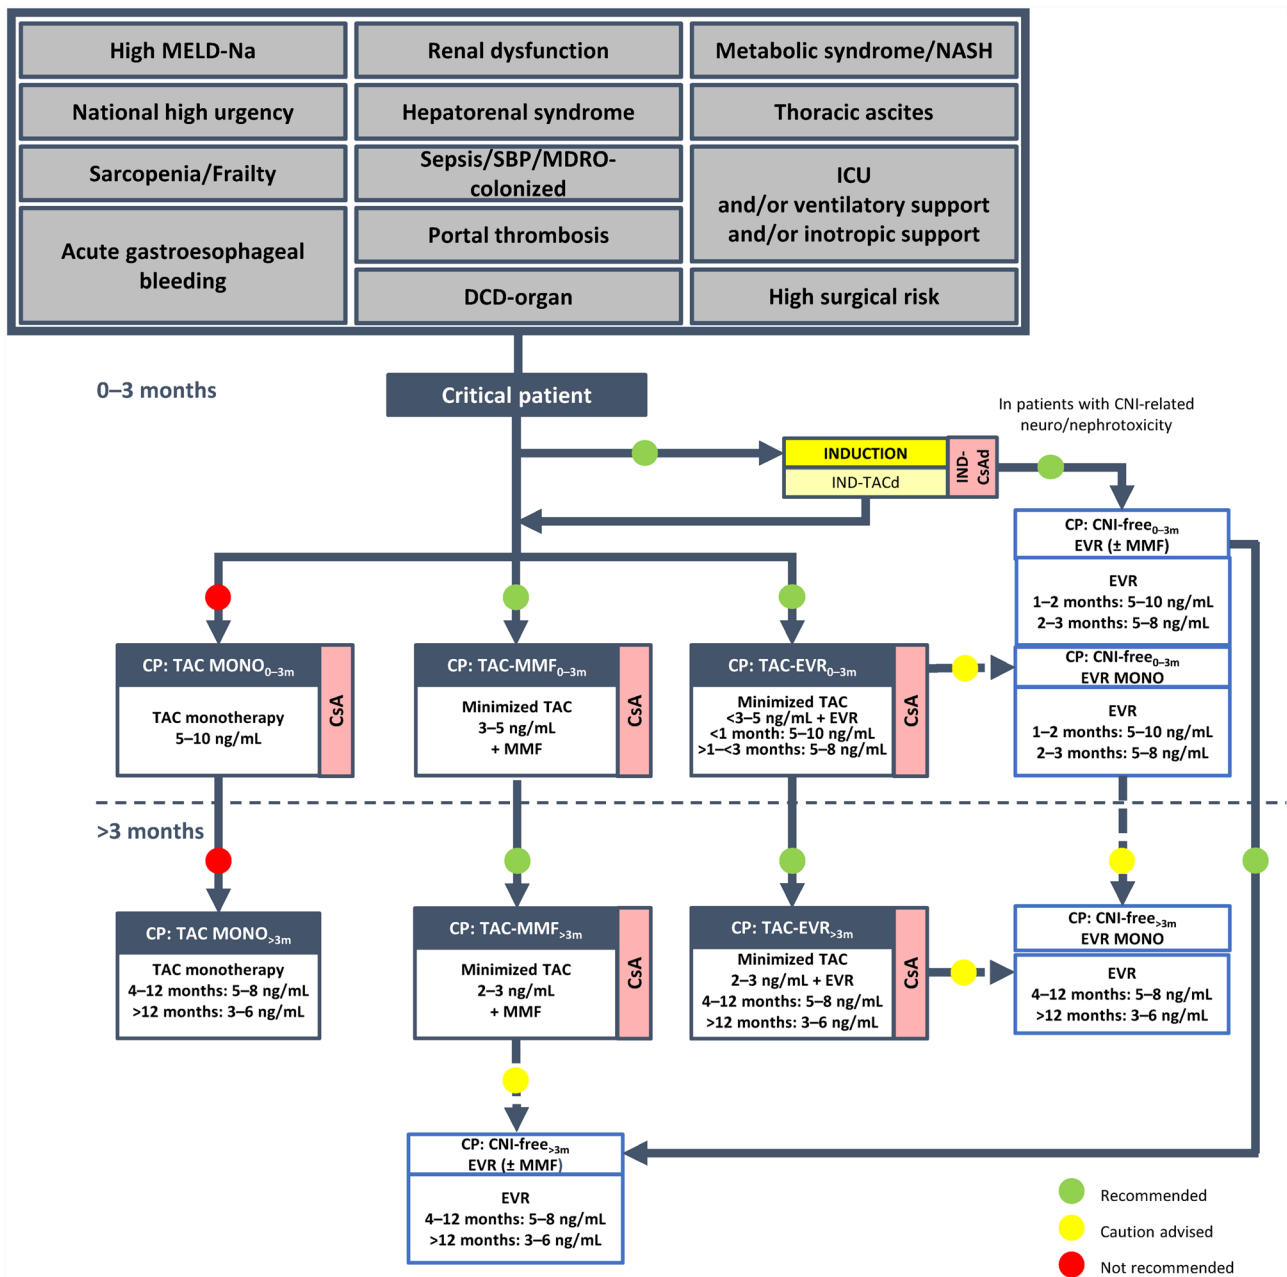 High MELD-Na
Renal dysfunction
Metabolic syndrome/NASH
National high urgency
Hepatorenal syndrome
Thoracic ascites
Sarcopenia/Frailty
Sepsis/SBP/MDRO-
colonized
ICU
and/or ventilatory support
and/or inotropic support
Acute gastroesophageal
bleeding
Portal thrombosis
DCD-organ
High surgical risk
0–3 months
Critical patient
In patients with CNI-related
neuro/nephrotoxicity
INDUCTION
IND-TACd
IND-
CsAd
CP: CNI-free0–3m
EVR (± MMF)
EVR
1–2 months: 5–10 ng/mL
2–3 months: 5–8 ng/mL
CP: TAC MONO0–3m
TAC monotherapy
5–10 ng/mL
CsA
CP: TAC-MMF0–3m
Minimized TAC
3–5 ng/mL
+ MMF
CsA
CP: TAC-EVR0–3m
Minimized TAC
<3–5 ng/mL + EVR
<1 month: 5–10 ng/mL
>1–<3 months: 5–8 ng/mL
CsA
CP: CNI-free0–3m
EVR MONO
EVR
1–2 months: 5–10 ng/mL
2–3 months: 5–8 ng/mL
>3 months
CP: TAC MONO>3m
TAC monotherapy
4–12 months: 5–8 ng/mL
>12 months: 3–6 ng/mL
CP: TAC-MMF>3m
Minimized TAC
2–3 ng/mL
+ MMF
CsA
CP: TAC-EVR>3m
Minimized TAC
2–3 ng/mL + EVR
4–12 months: 5–8 ng/mL
>12 months: 3–6 ng/mL
CsA
CP: CNI-free>3m
EVR MONO
EVR
4–12 months: 5–8 ng/mL
>12 months: 3–6 ng/mL
CP: CNI-free>3m
EVR (± MMF)
EVR
4–12 months: 5–8 ng/mL
>12 months: 3–6 ng/mL
Recommended
Caution advised
Not recommended